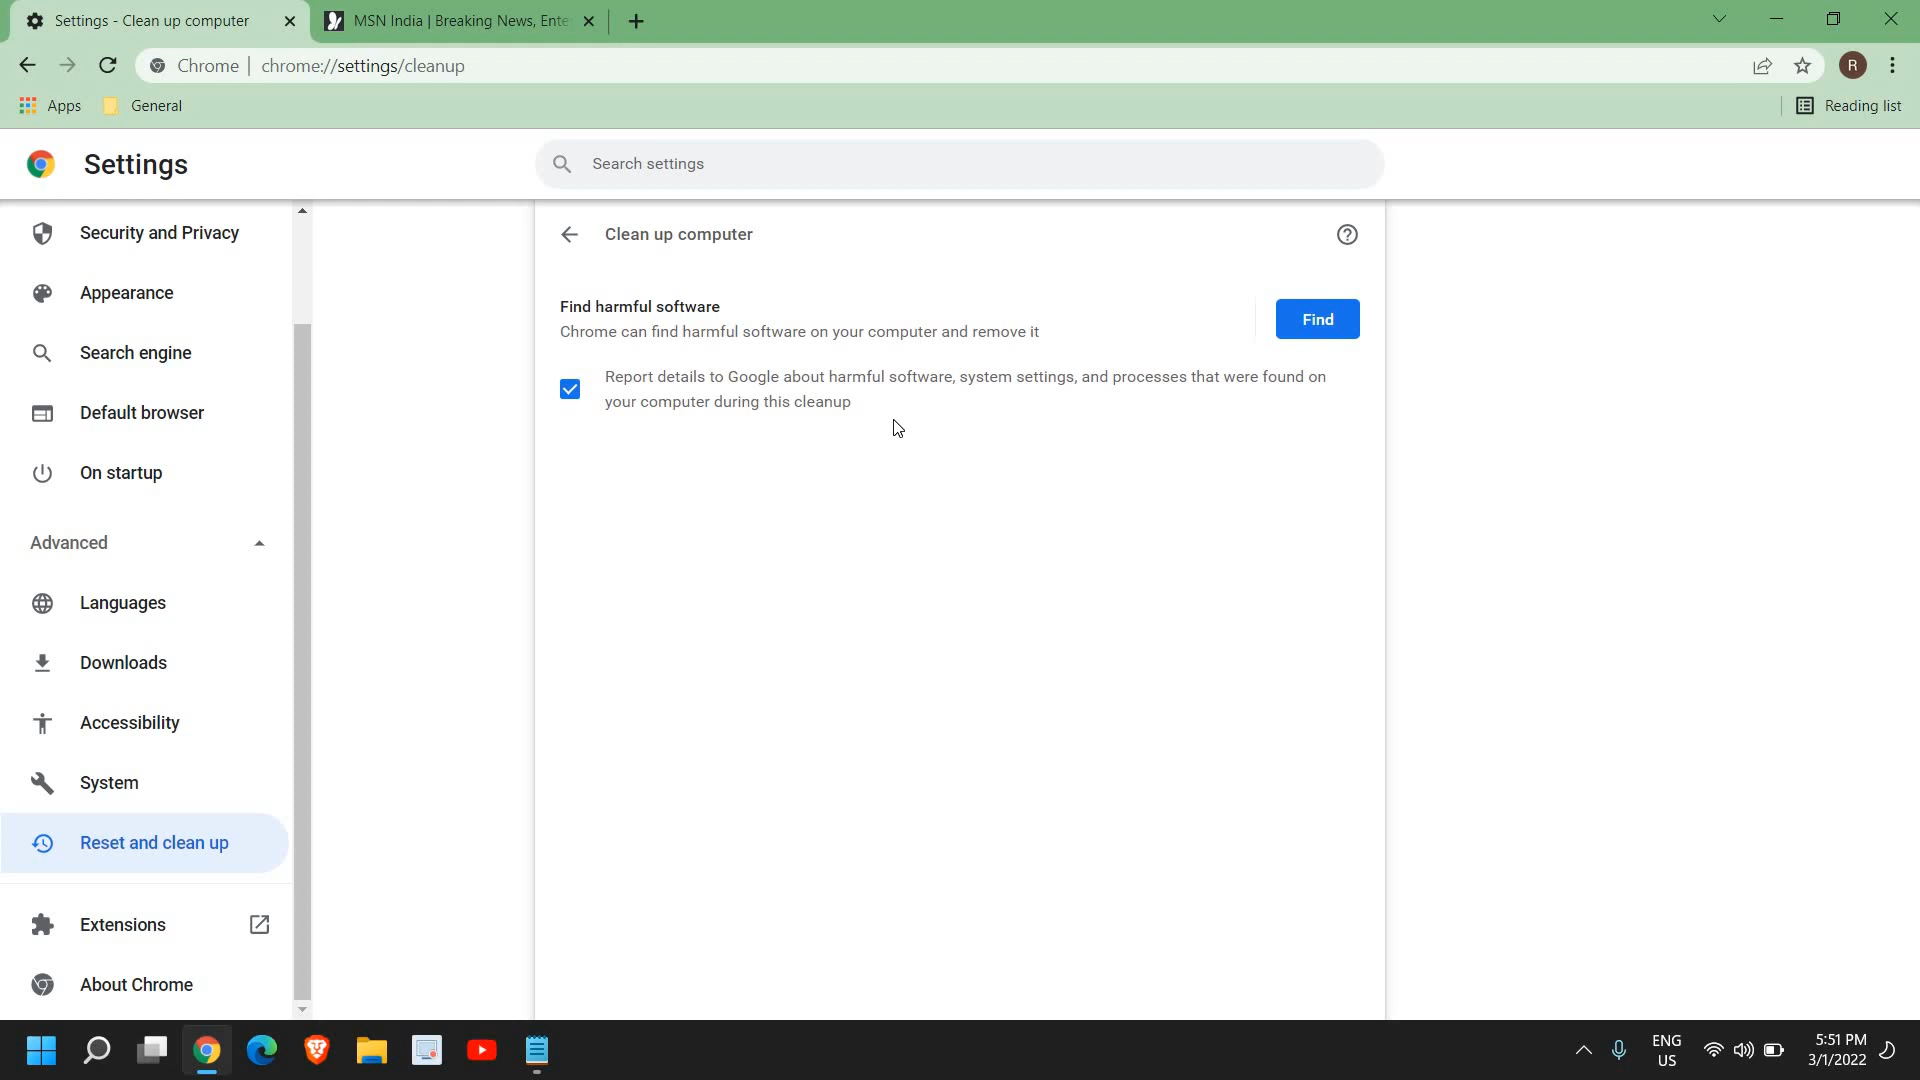 Settings - Clean up computer
MSN India | Breaking News, Ente
Chrome | chrome://settings/cleanup
R
Apps
General
Reading list
Settings
Search settings
Security and Privacy
Appearance
Search engine
Default browser
On startup
Advanced
Languages
Downloads
Accessibility
System
Reset and clean up
Extensions
About Chrome
Clean up computer
Find harmful software
Chrome can find harmful software on your computer and remove it
Find
Report details to Google about harmful software, system settings, and processes that were found on
your computer during this cleanup
ENG
US
5:51 PM
3/1/2022